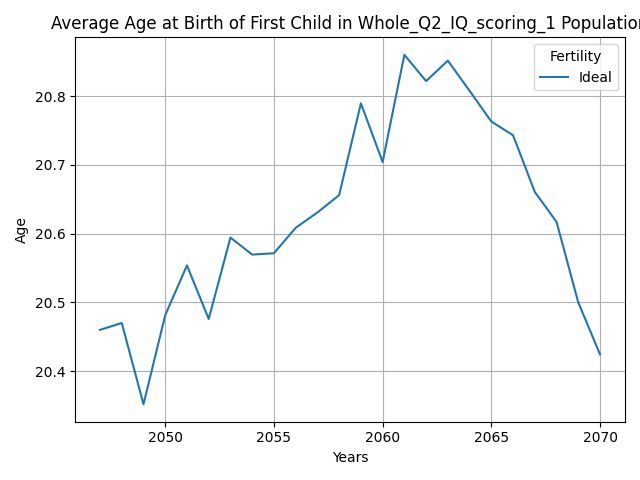 Average Age at Birth of First Child in Whole_Q2_IQ_scoring_1 Population
Fertility
Ideal
Age
20.8
20.7
20.6
20.5
20.4
2050 2055 2060 2065 2070
Years